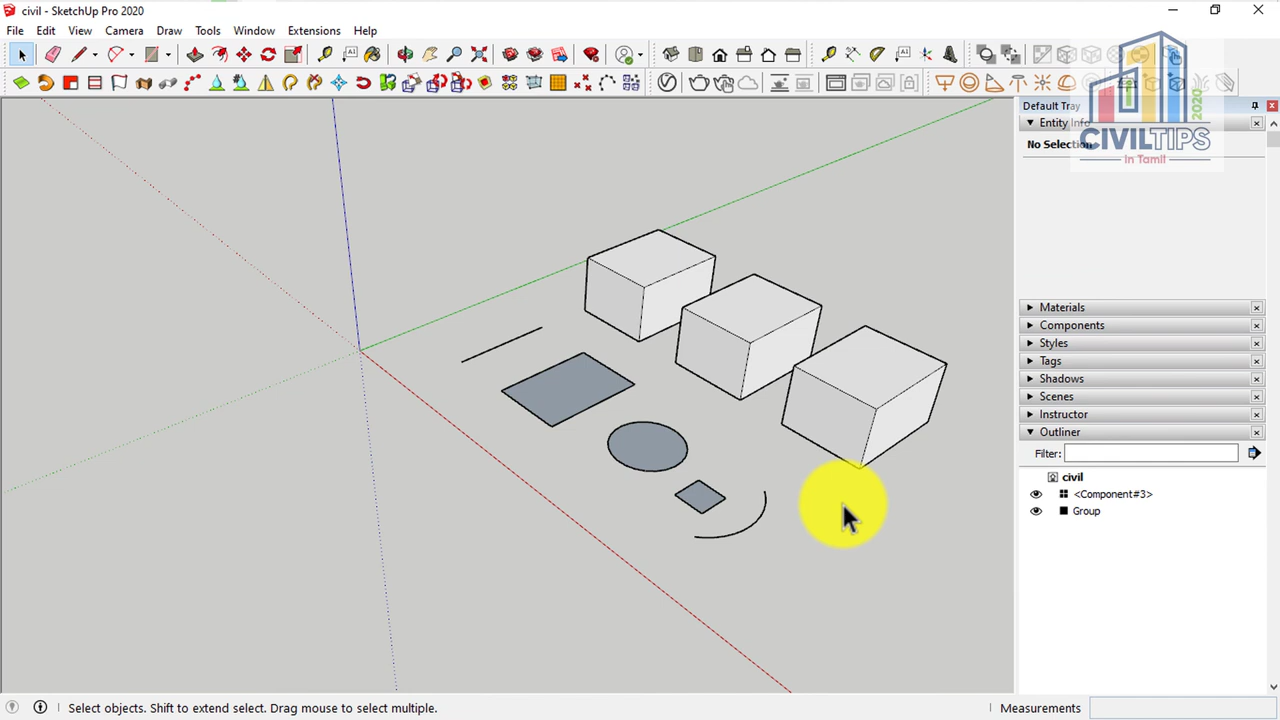 civil - SketchUp Pro 2020
File Edit View Camera Draw Tools Window Extensions Help
Default Tray
Entity Info
No Selection
2020
CIVILTIPS
in Tamil
Materials
Components
Styles
Tags
Shadows
Scenes
Instructor
Outliner
Filter:
civil
<Component#3>
Group
Select objects. Shift to extend select. Drag mouse to select multiple.
Measurements